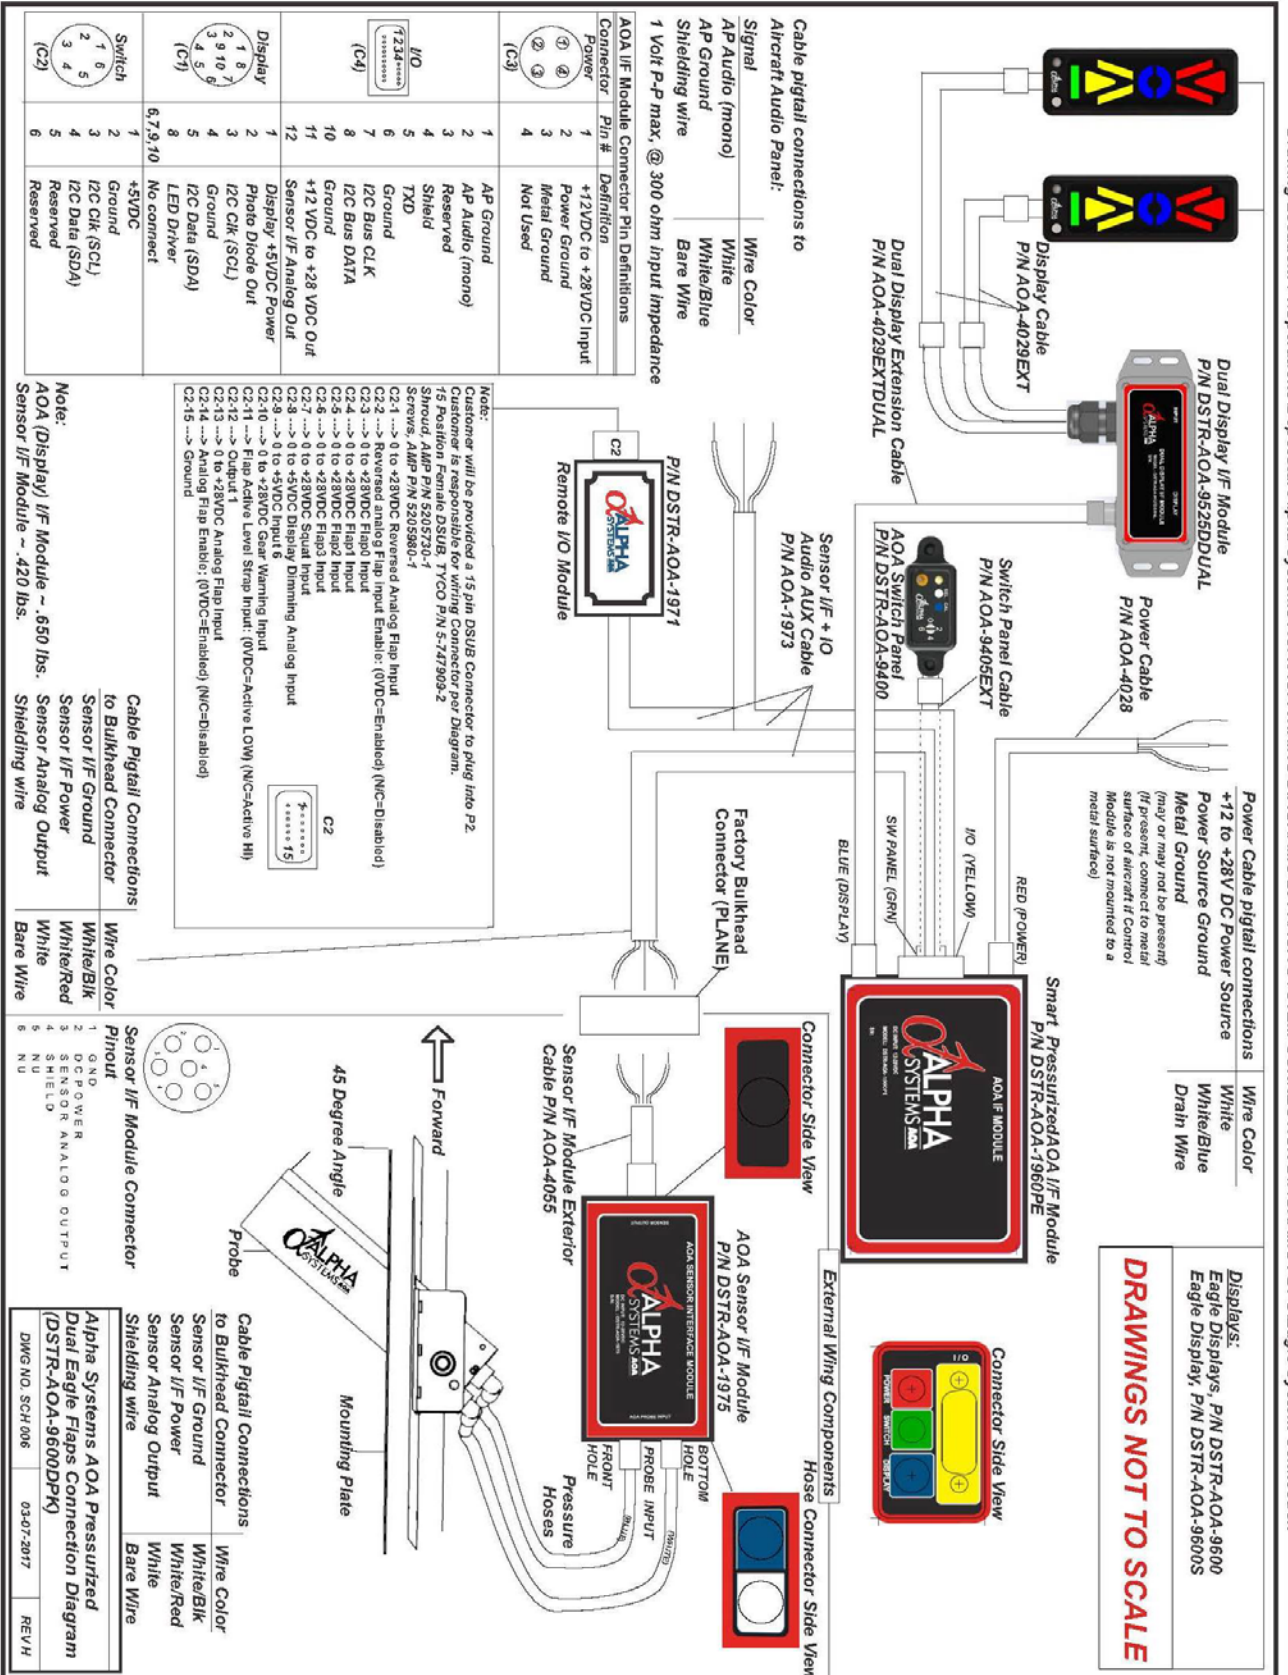 Displays:
Eagle Displays, P/N DSTR-AOA-9600
Eagle Display, P/N DSTR-AOA-9600S
DRAWINGS NOT TO SCALE
Dual Display I/F Module
P/N DSTR-AOA-9525DDUAL
INPUT
DISPLAY
ALPHA
SYSTEMS AOA
Display Cable
P/N AOA-4029EXT
Dual Display Extension Cable
P/N AOA-4029EXTDUAL
Power Cable
P/N AOA-4028
Switch Panel Cable
P/N AOA-9405EXT
AOA Switch Panel
P/N DSTR-AOA-9400
Sensor I/F + IO
Audio AUX Cable
P/N AOA-1973
P/N DSTR-AOA-1971
C2
ALPHA
SYSTEMS AOA
Remote I/O Module
Power Cable pigtail connections Wire Color
+12 to +28V DC Power Source White
Power Source Ground White/Blue
Metal Ground Drain Wire
(may or may not be present)
(If present, connect to metal
surface of aircraft if Control
Module is not mounted to a
metal surface)
RED (POWER)
I/O (YELLOW)
SW PANEL (GRN)
BLUE (DISPLAY)
Smart PressurizedAOA I/F Module
P/N DSTR-AOA-1960PE
AOA IF MODULE
ALPHA
SYSTEMS AOA
Connector Side View
I/O
POWER
SWITCH
DISPLAY
Cable pigtail connections to
Aircraft Audio Panel:
Signal Wire Color
AP Audio (mono) White
AP Ground White/Blue
Shielding wire Bare Wire
1 Volt P-P max, @ 300 ohm input impedance
AOA I/F Module Connector Pin Definitions
Connector Pin # Definition
Power
(C3)
1 +12VDC to +28VDC Input
2 Power Ground
3 Metal Ground
4 Not Used
I/O
(C4)
1234
1 AP Ground
2 AP Audio (mono)
3 Reserved
4 Shield
5 TXD
6 Ground
7 I2C Bus CLK
8 I2C Bus DATA
10 Ground
11 +12 VDC to +28 VDC Out
12 Sensor I/F Analog Out
Display
(C1)
1 Display +5VDC Power
2 Photo Diode Out
3 I2C Clk (SCL)
4 Ground
5 I2C Data (SDA)
8 LED Driver
6,7,9,10 No connect
Switch
(C2)
1 +5VDC
2 Ground
3 I2C Clk (SCL)
4 I2C Data (SDA)
5 Reserved
6 Reserved
Note:
Customer will be provided a 15 pin DSUB Connector to plug into P2.
Customer is responsible for wiring Connector per Diagram.
15 Position Female DSUB, TYCO P/N 5-747909-2
Shroud, AMP P/N 5205730-1
Screws, AMP P/N 5205980-1
C2-1 ---> 0 to +28VDC Reversed Analog Flap Input
C2-2 ---> Reversed analog Flap Input Enable: (0VDC=Enabled) (N/C=Disabled)
C2-3 ---> 0 to +28VDC Flap0 Input
C2-4 ---> 0 to +28VDC Flap1 Input
C2-5 ---> 0 to +28VDC Flap2 Input
C2-6 ---> 0 to +28VDC Flap3 Input
C2-7 ---> 0 to +28VDC Squat Input
C2-8 ---> 0 to +5VDC Display Dimming Analog Input
C2-9 ---> 0 to +5VDC Input 6
C2-10 ---> 0 to +28VDC Gear Warning Input
C2-11 ---> Flap Active Level Strap Input: (0VDC=Active LOW) (N/C=Active HI)
C2-12 ---> Output 1
C2-13 ---> 0 to +28VDC Analog Flap Input
C2-14 ---> Analog Flap Enable: (0VDC=Enabled) (N/C=Disabled)
C2-15 ---> Ground
C2
15
Note:
AOA (Display) I/F Module ~ .650 lbs.
Sensor I/F Module ~ .420 lbs.
Factory Bulkhead
Connector (PLANE)
Cable Pigtail Connections
to Bulkhead Connector Wire Color
Sensor I/F Ground White/Blk
Sensor I/F Power White/Red
Sensor Analog Output White
Shielding wire Bare Wire
Connector Side View
External Wing Components
Sensor I/F Module Exterior
Cable P/N AOA-4055
AOA Sensor I/F Module
P/N DSTR-AOA-1975
AOA SENSOR INTERFACE MODULE
ALPHA
SYSTEMS AOA
AOA PROBE INPUT
Hose Connector Side View
BOTTOM
HOLE
PROBE INPUT
FRONT
HOLE
(WHITE)
(BLUE)
Pressure
Hoses
Forward
45 Degree Angle
Probe
ALPHA
SYSTEMS AOA
Mounting Plate
Sensor I/F Module Connector
Pinout
1 GND
2 DC POWER
3 SENSOR ANALOG OUTPUT
4 SHIELD
5 NU
6 NU
Cable Pigtail Connections
to Bulkhead Connector Wire Color
Sensor I/F Ground White/Blk
Sensor I/F Power White/Red
Sensor Analog Output White
Shielding wire Bare Wire
Alpha Systems AOA Pressurized
Dual Eagle Flaps Connection Diagram
(DSTR-AOA-9600DPK)
DWG NO. SCH 006 03-07-2017 REV H